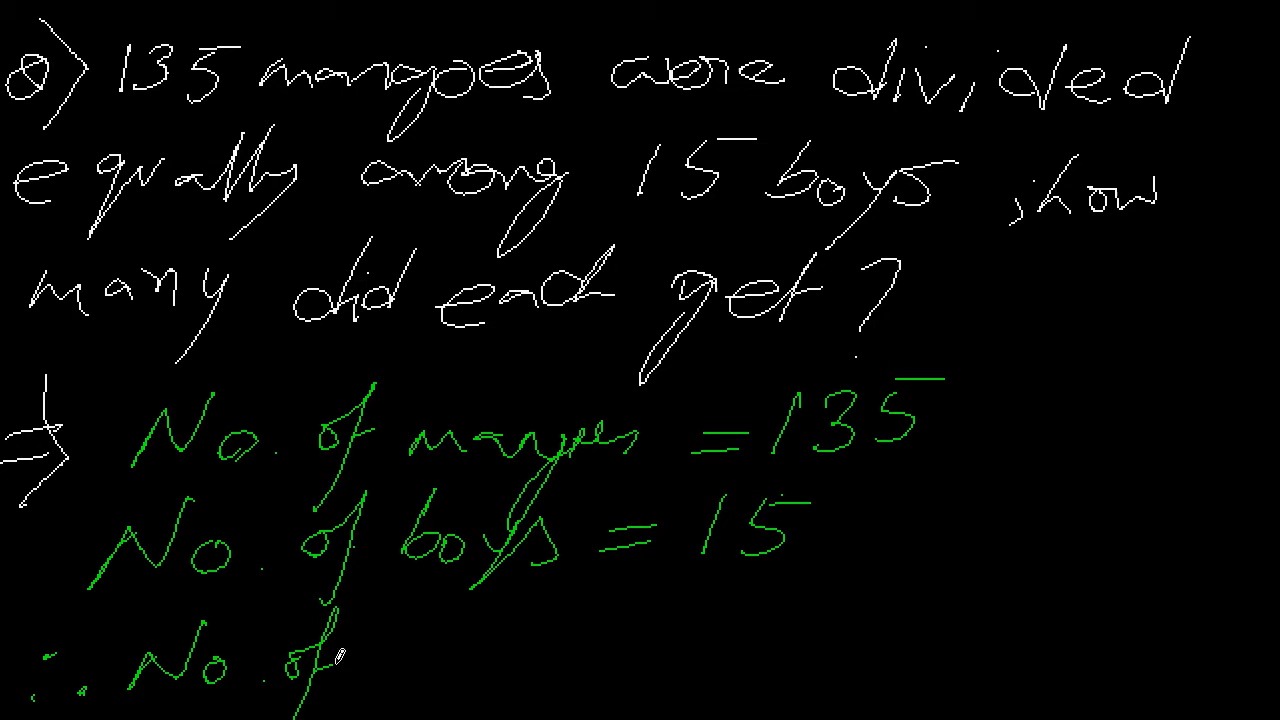 Q) 135 mangoes were divided
equally among 15 boys, how
many did each get?
⇒ No. of mangoes = 135
No. of boys = 15
∴ No. of